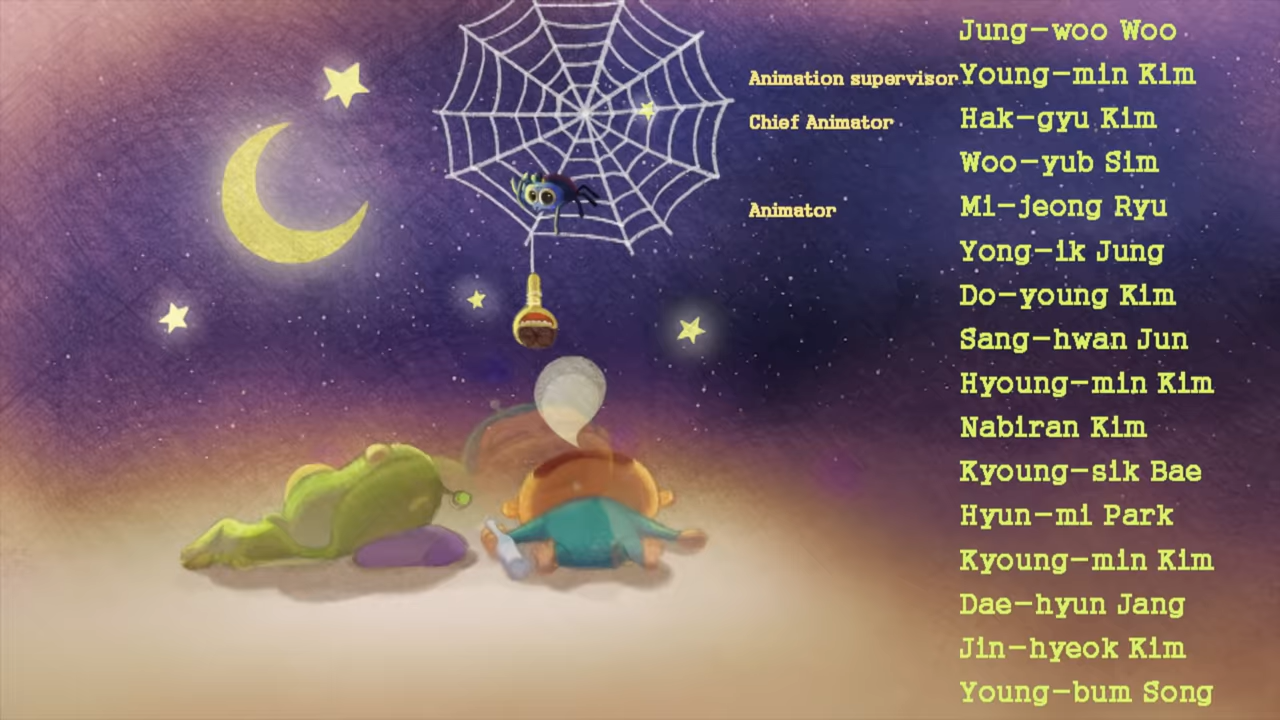 Jung-woo Woo
Animation supervisor Young-min Kim
Chief Animator Hak-gyu Kim
Woo-yub Sim
Animator Mi-jeong Ryu
Yong-ik Jung
Do-young Kim
Sang-hwan Jun
Hyoung-min Kim
Nabiran Kim
Kyoung-sik Bae
Hyun-mi Park
Kyoung-min Kim
Dae-hyun Jang
Jin-hyeok Kim
Young-bum Song